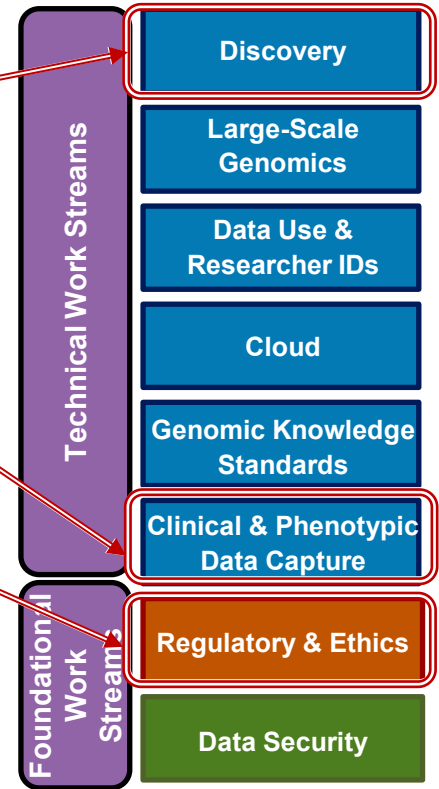 Technical Work Streams
Discovery
Large-Scale
Genomics
Data Use &
Researcher IDs
Cloud
Genomic Knowledge
Standards
Clinical & Phenotypic
Data Capture
Foundational
Work
Streams
Regulatory & Ethics
Data Security